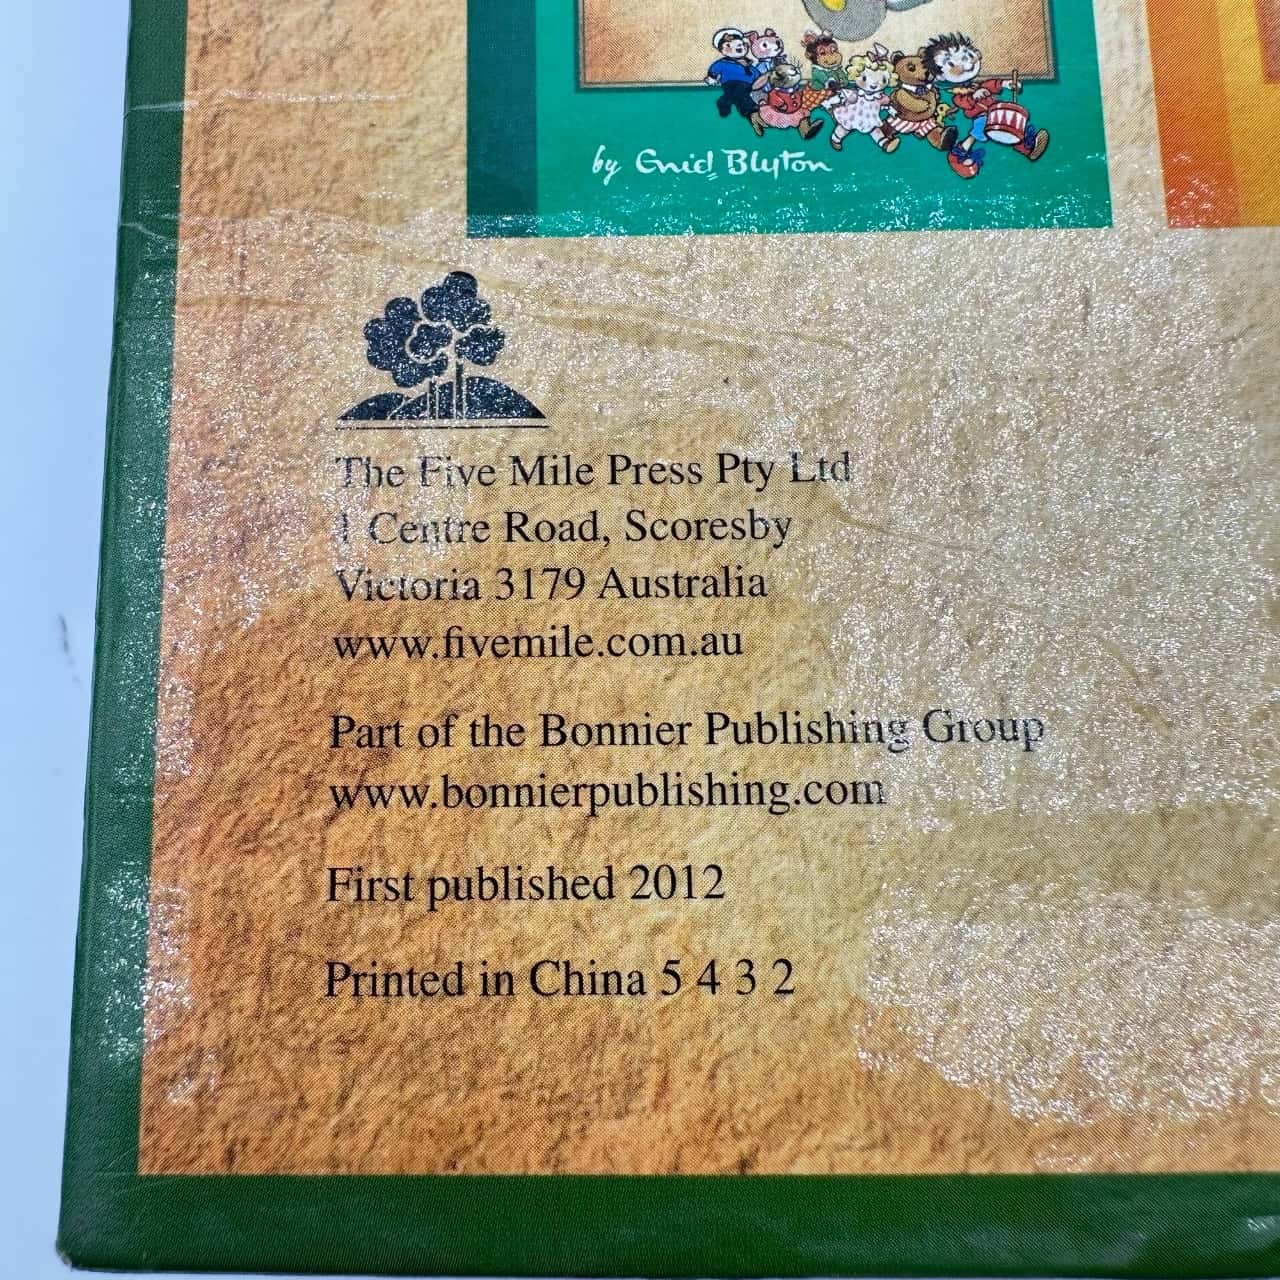 by Enid Blyton
The Five Mile Press Pty Ltd
1 Centre Road, Scoresby
Victoria 3179 Australia
www.fivemile.com.au
Part of the Bonnier Publishing Group
www.bonnierpublishing.com
First published 2012
Printed in China 5 4 3 2